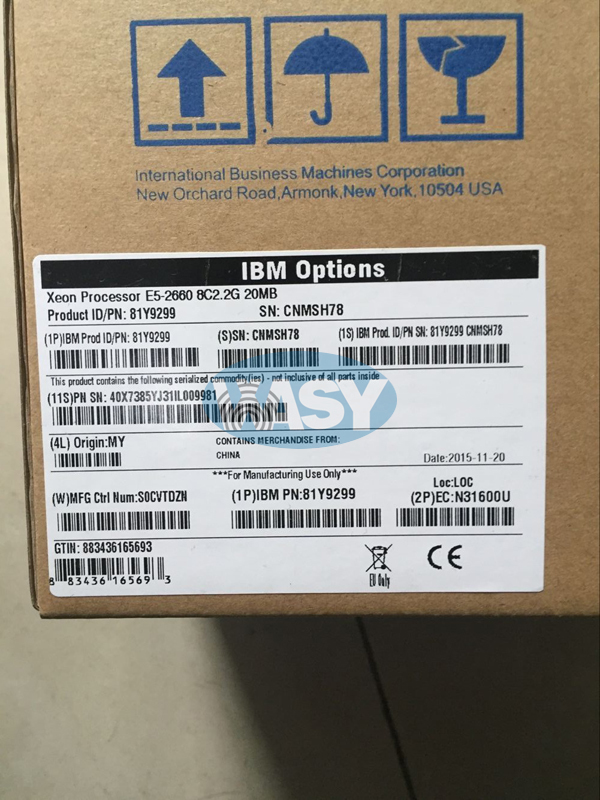 International Business Machines Corporation
New Orchard Road,Armonk,New York,10504 USA
IBM Options
Xeon Processor E5-2660 8C2.2G 20MB
Product ID/PN: 81Y9299 SN: CNMSH78
(1P)IBM Prod ID/PN: 81Y9299 (S)SN: CNMSH78 (1S) IBM Prod. ID/PN SN: 81Y9299 CNMSH78
This product contains the following serialized commodity(ies) - not inclusive of all parts inside
(11S)PN SN: 40X7385YJ31IL009981
EASY
(4L) Origin:MY
CONTAINS MERCHANDISE FROM:
CHINA
Date:2015-11-20
***For Manufacturing Use Only***
(W)MFG Ctrl Num:S0CVTDZN (1P)IBM PN:81Y9299
Loc:LOC
(2P)EC:N31600U
GTIN: 883436165693
8 83436 16569 3
EU Only
CE